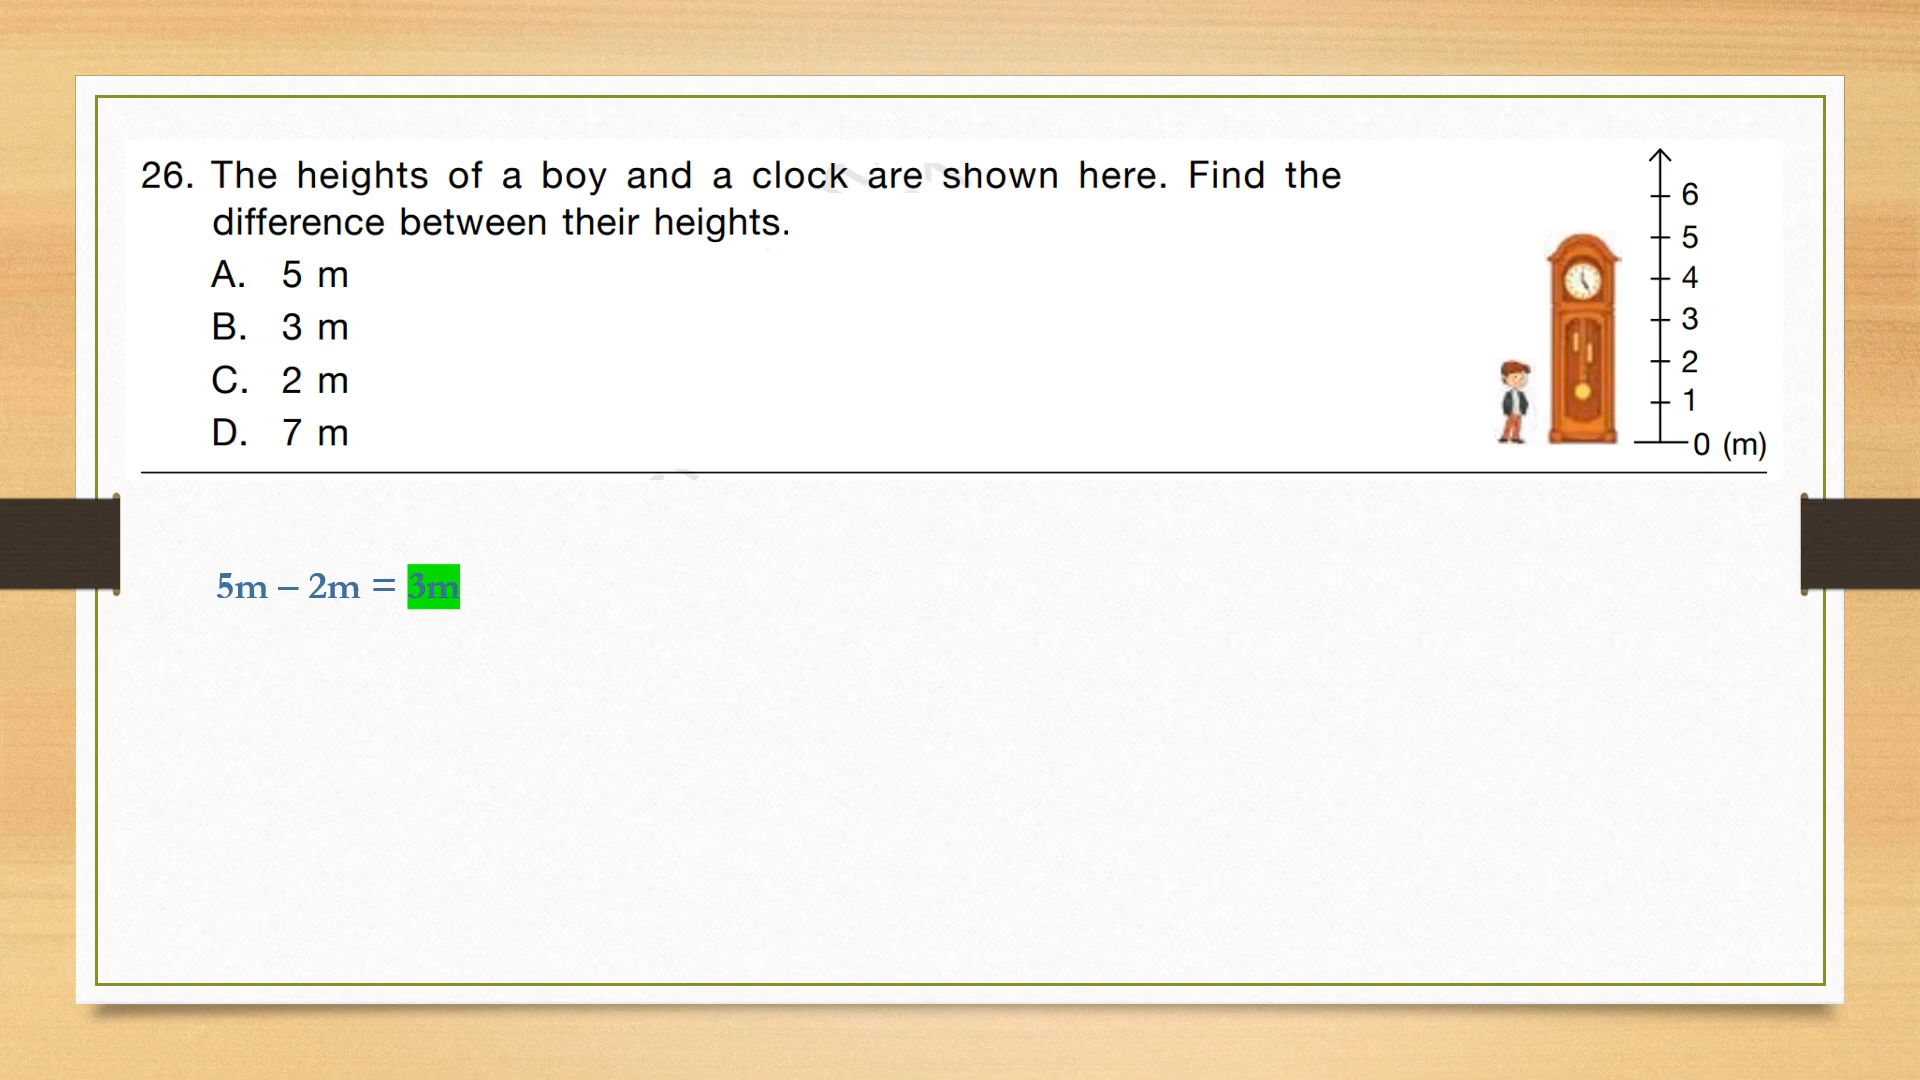 26. The heights of a boy and a clock are shown here. Find the
difference between their heights.
A. 5 m
B. 3 m
C. 2 m
D. 7 m
6
5
4
3
2
1
0 (m)
5m – 2m = 3m